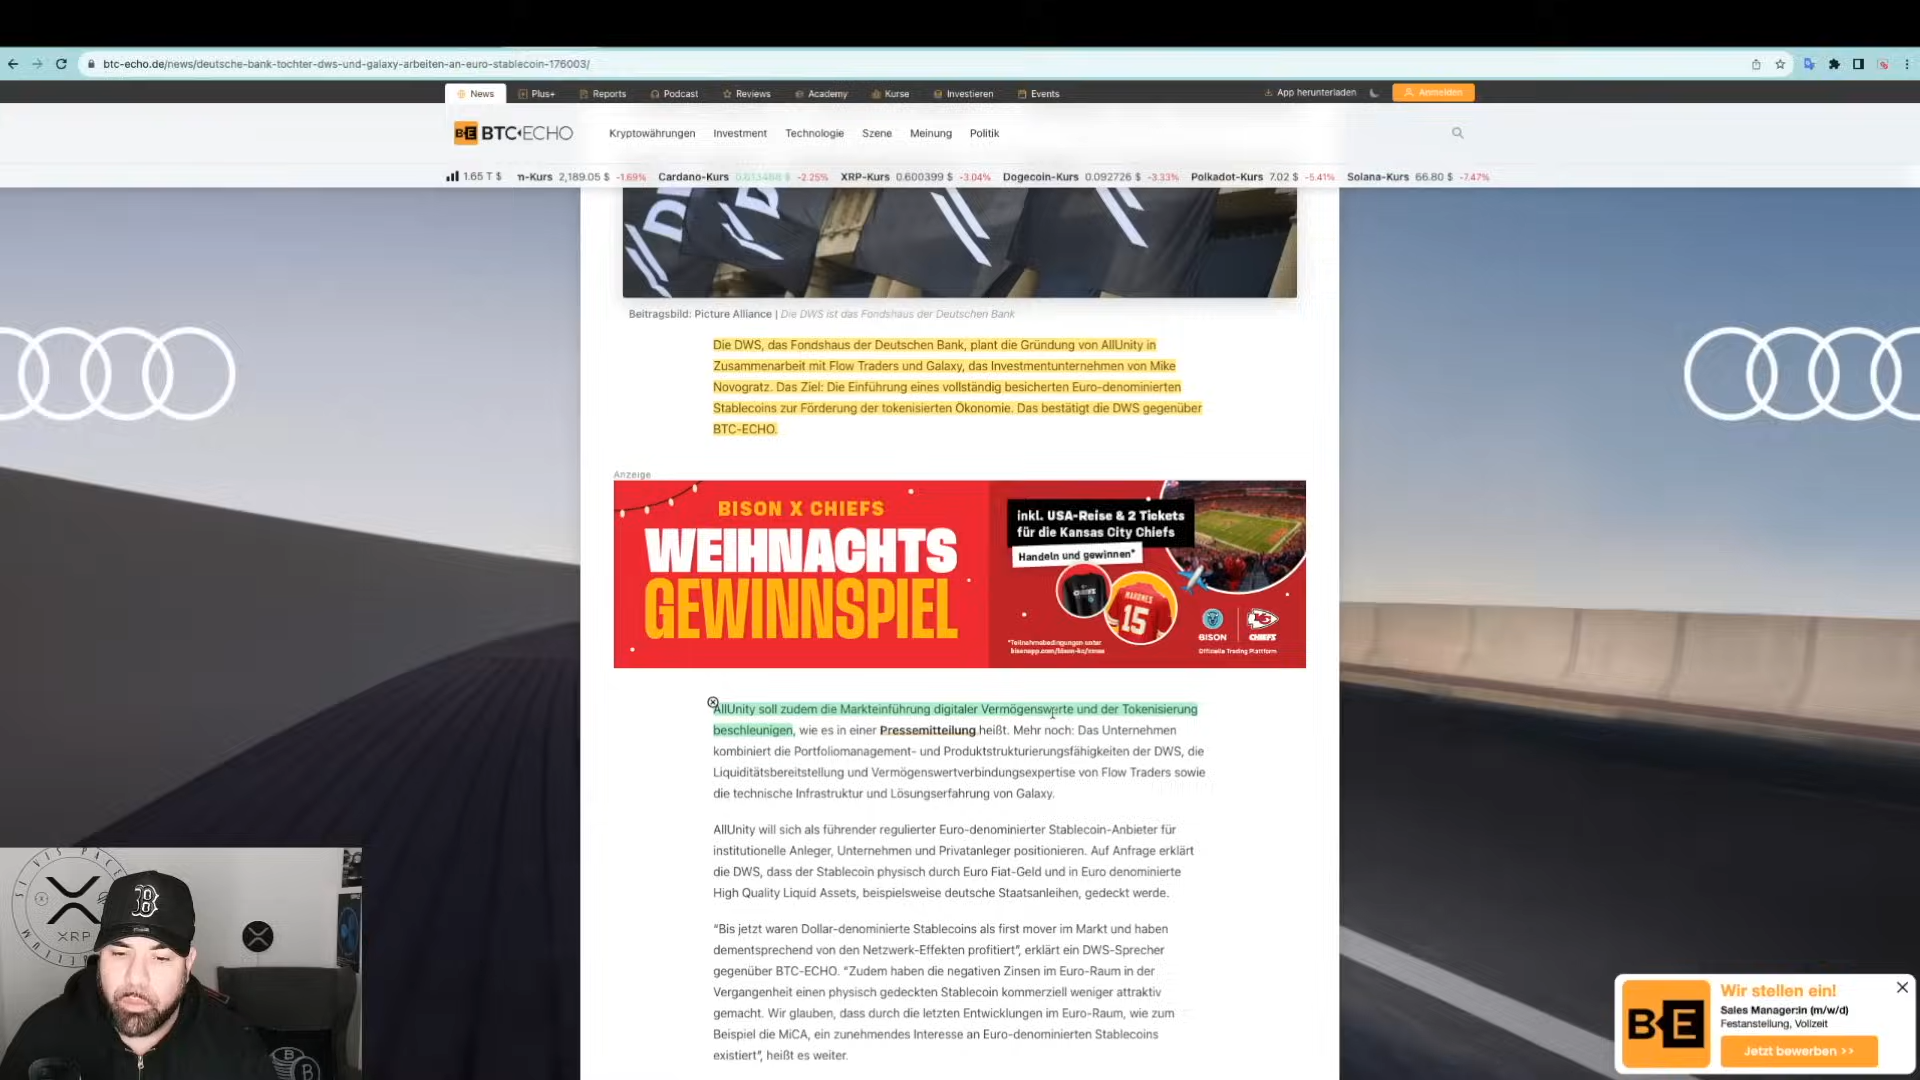 btc-echo.de/news/deutsche-bank-tochter-dws-und-galaxy-arbeiten-an-euro-stablecoin-176003/
News Plus+ Reports Podcast Reviews Academy Kurse Investieren Events App herunterladen Anmelden
BE BTC-ECHO Kryptowährungen Investment Technologie Szene Meinung Politik
1.65 T $ n-Kurs 2,189.05 $ -1.69% Cardano-Kurs -2.25% XRP-Kurs 0.600399 $ -3.04% Dogecoin-Kurs 0.092726 $ -3.33% Polkadot-Kurs 7.02 $ -5.41% Solana-Kurs 66.80 $ -7.47%
Beitragsbild: Picture Alliance | Die DWS ist das Fondshaus der Deutschen Bank
Die DWS, das Fondshaus der Deutschen Bank, plant die Gründung von AllUnity in
Zusammenarbeit mit Flow Traders und Galaxy, das Investmentunternehmen von Mike
Novogratz. Das Ziel: Die Einführung eines vollständig besicherten Euro-denominierten
Stablecoins zur Förderung der tokenisierten Ökonomie. Das bestätigt die DWS gegenüber
BTC-ECHO.
Anzeige
BISON X CHIEFS
WEIHNACHTS
GEWINNSPIEL
inkl. USA-Reise & 2 Tickets
für die Kansas City Chiefs
Handeln und gewinnen*
MAHOMES
15
BISON CHIEFS
*Teilnahmebedingungen unter
Offizielle Trading Plattform
AllUnity soll zudem die Markteinführung digitaler Vermögenswerte und der Tokenisierung
beschleunigen, wie es in einer Pressemitteilung heißt. Mehr noch: Das Unternehmen
kombiniert die Portfoliomanagement- und Produktstrukturierungsfähigkeiten der DWS, die
Liquiditätsbereitstellung und Vermögenswertverbindungsexpertise von Flow Traders sowie
die technische Infrastruktur und Lösungserfahrung von Galaxy.
AllUnity will sich als führender regulierter Euro-denominierter Stablecoin-Anbieter für
institutionelle Anleger, Unternehmen und Privatanleger positionieren. Auf Anfrage erklärt
die DWS, dass der Stablecoin physisch durch Euro Fiat-Geld und in Euro denominierte
High Quality Liquid Assets, beispielsweise deutsche Staatsanleihen, gedeckt werde.
“Bis jetzt waren Dollar-denominierte Stablecoins als first mover im Markt und haben
dementsprechend von den Netzwerk-Effekten profitiert”, erklärt ein DWS-Sprecher
gegenüber BTC-ECHO. “Zudem haben die negativen Zinsen im Euro-Raum in der
Vergangenheit einen physisch gedeckten Stablecoin kommerziell weniger attraktiv
gemacht. Wir glauben, dass durch die letzten Entwicklungen im Euro-Raum, wie zum
Beispiel die MiCA, ein zunehmendes Interesse an Euro-denominierten Stablecoins
existiert”, heißt es weiter.
SI VIS PACEM
XRP
B
BE
Wir stellen ein!
Sales Manager:in (m/w/d)
Festanstellung, Vollzeit
Jetzt bewerben >>